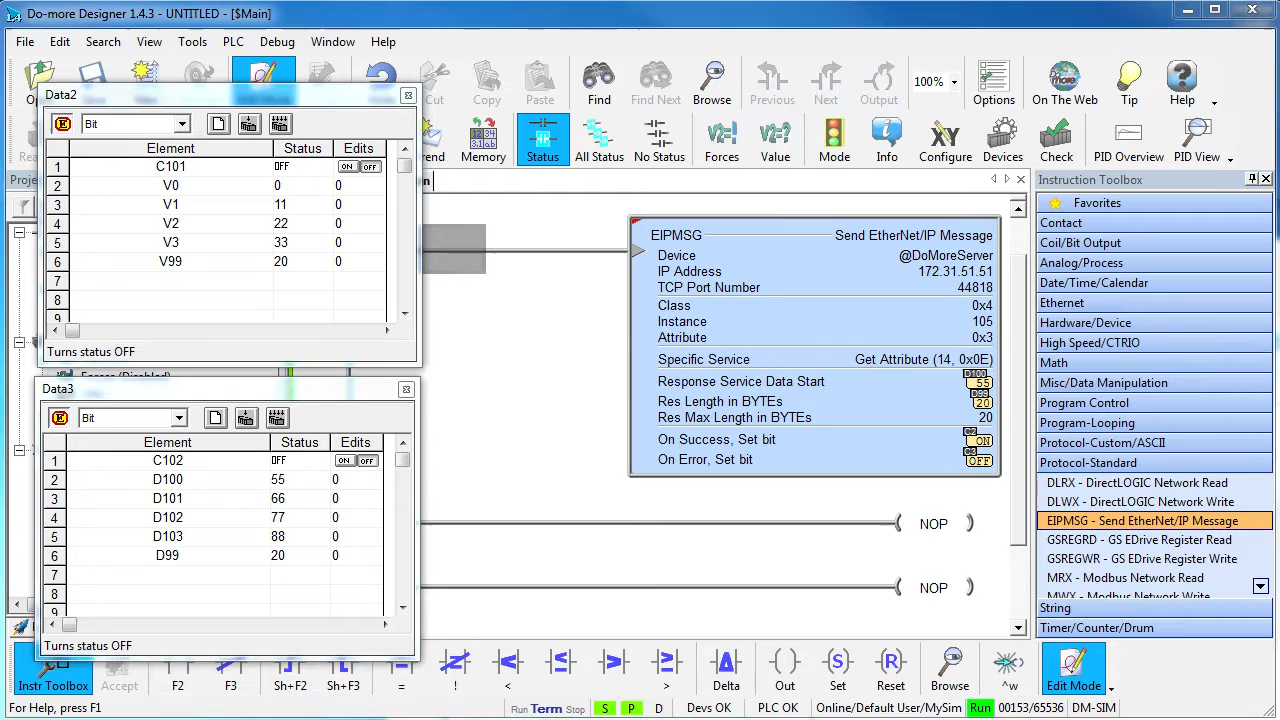 Do-more Designer 1.4.3 - UNTITLED - [$Main]
File Edit Search View Tools PLC Debug Window Help
Data2
Bit
Element Status Edits
1 C101 OFF ON OFF
2 V0 0 0
3 V1 11 0
4 V2 22 0
5 V3 33 0
6 V99 20 0
7
8
9
Turns status OFF
Data3
Bit
Element Status Edits
1 C102 OFF ON OFF
2 D100 55 0
3 D101 66 0
4 D102 77 0
5 D103 88 0
6 D99 20 0
7
8
9
Turns status OFF
Cut Copy Paste Find Find Next Browse Previous Next Output 100% Options On The Web Tip Help
Memory Status All Status No Status Forces Value Mode Info Configure Devices Check PID Overview PID View
EIPMSG Send EtherNet/IP Message
Device @DoMoreServer
IP Address 172.31.51.51
TCP Port Number 44818
Class 0x4
Instance 105
Attribute 0x3
Specific Service Get Attribute (14, 0x0E)
Response Service Data Start D100 55
Res Length in BYTEs D99 20
Res Max Length in BYTEs 20
On Success, Set bit C2 ON
On Error, Set bit C3 OFF
NOP
NOP
Instruction Toolbox
Favorites
Contact
Coil/Bit Output
Analog/Process
Date/Time/Calendar
Ethernet
Hardware/Device
High Speed/CTRIO
Math
Misc/Data Manipulation
Program Control
Program-Looping
Protocol-Custom/ASCII
Protocol-Standard
DLRX - DirectLOGIC Network Read
DLWX - DirectLOGIC Network Write
EIPMSG - Send EtherNet/IP Message
GSREGRD - GS EDrive Register Read
GSREGWR - GS EDrive Register Write
MRX - Modbus Network Read
MWX - Modbus Network Write
String
Timer/Counter/Drum
Instr Toolbox Accept F2 F3 Sh+F2 Sh+F3 = ! < > Delta Out Set Reset Browse ^w Edit Mode
For Help, press F1 Run Term Stop S P D Devs OK PLC OK Online/Default User/MySim Run 00153/65536 DM-SIM